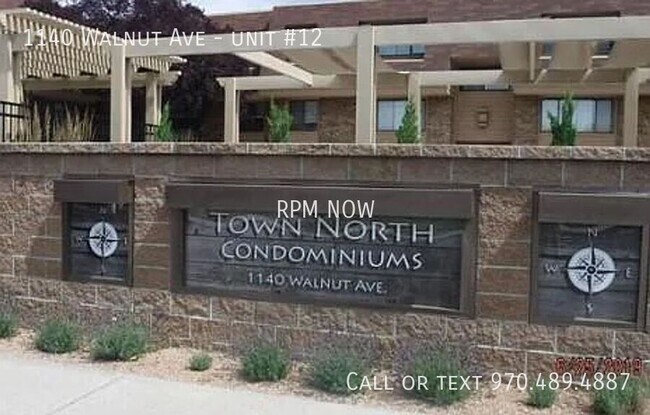 1140 Walnut Ave - unit #12
RPM NOW
Town North
Condominiums
1140 Walnut Ave.
N
W
E
S
Call or text 970.489.4887